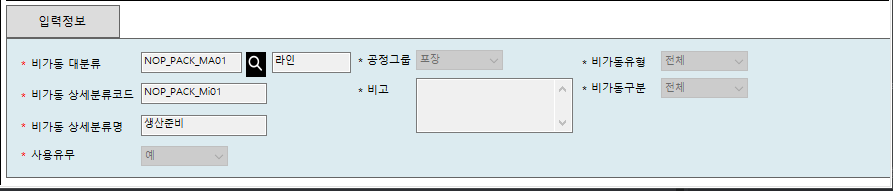 입력정보
* 비가동 대분류 NOP_PACK_MA01 라인 * 공정그룹 포장 * 비가동유형 전체
* 비가동 상세분류코드 NOP_PACK_Mi01 * 비고 * 비가동구분 전체
* 비가동 상세분류명 생산준비
* 사용유무 예